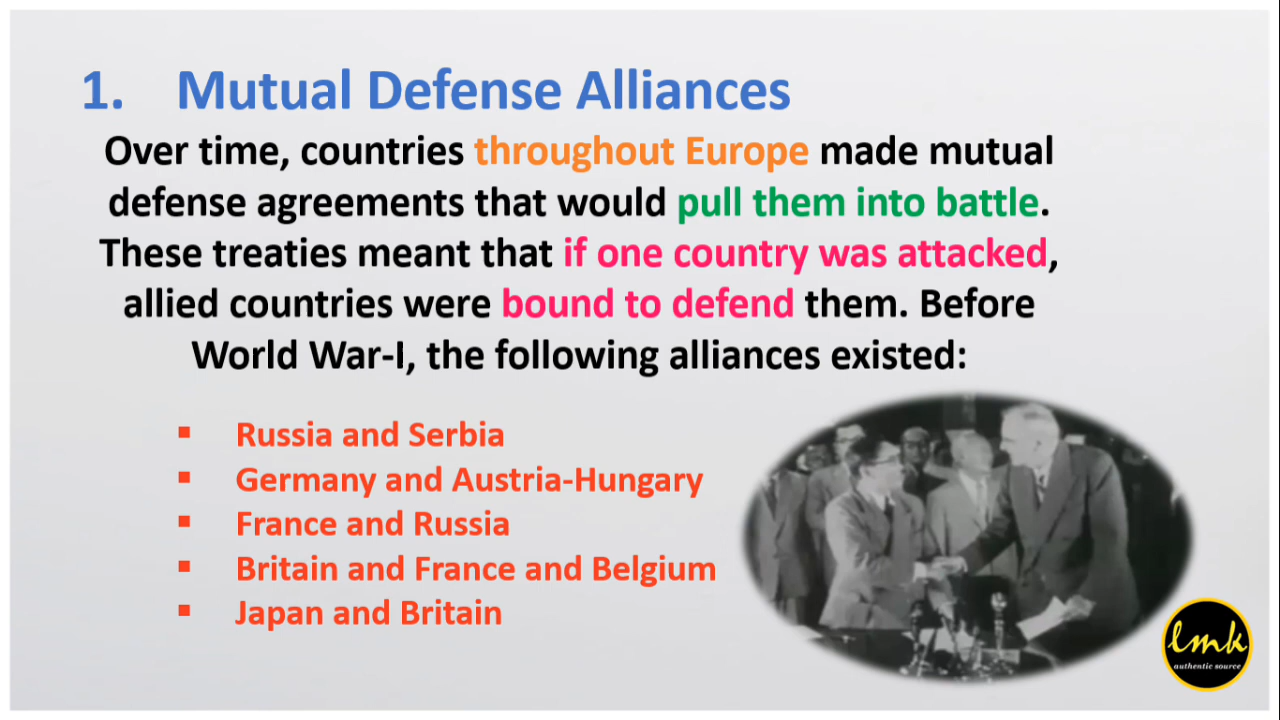 1. Mutual Defense Alliances
Over time, countries throughout Europe made mutual
defense agreements that would pull them into battle.
These treaties meant that if one country was attacked,
allied countries were bound to defend them. Before
World War-I, the following alliances existed:
▪ Russia and Serbia
▪ Germany and Austria-Hungary
▪ France and Russia
▪ Britain and France and Belgium
▪ Japan and Britain
lmk
authentic source